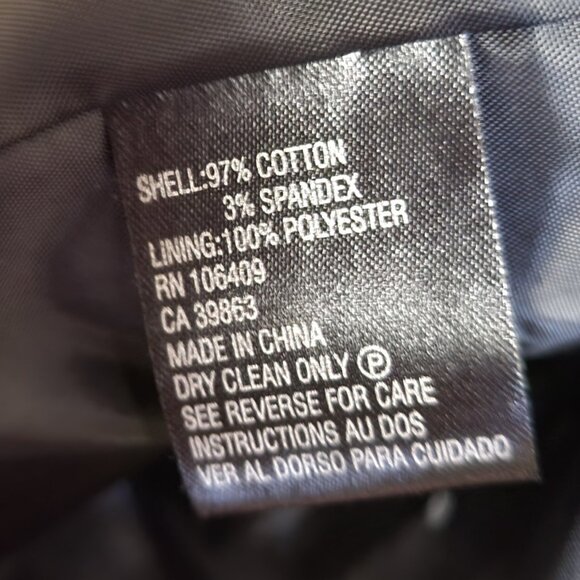 SHELL:97% COTTON
3% SPANDEX
LINING:100% POLYESTER
RN 106409
CA 39863
MADE IN CHINA
DRY CLEAN ONLY Ⓟ
SEE REVERSE FOR CARE
INSTRUCTIONS AU DOS
VER AL DORSO PARA CUIDADO